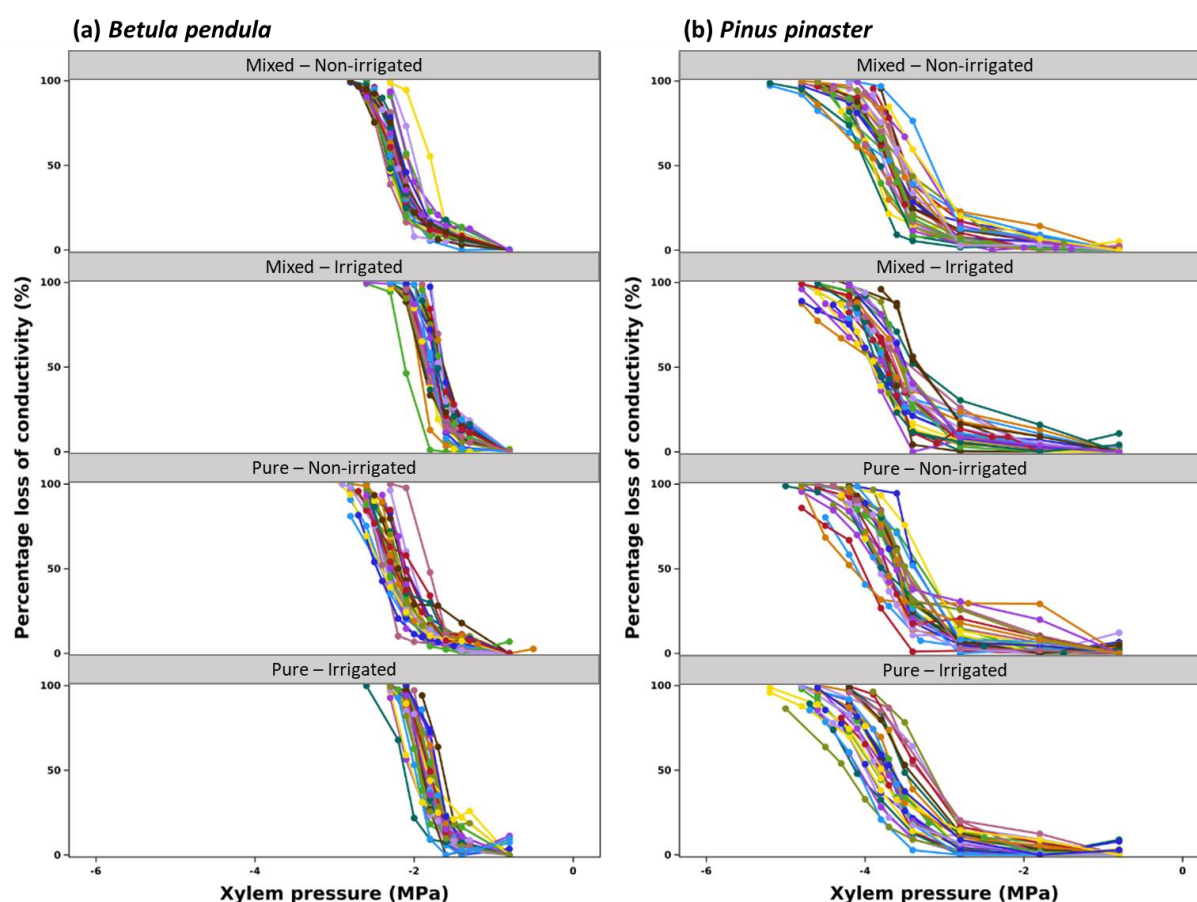 (a) Betula pendula
(b) Pinus pinaster
Percentage loss of conductivity (%)
Mixed – Non-irrigated
100
50
0
Mixed – Irrigated
100
50
0
Pure – Non-irrigated
100
50
0
Pure – Irrigated
100
50
0
-6
-4
-2
0
Xylem pressure (MPa)
Percentage loss of conductivity (%)
Mixed – Non-irrigated
100
50
0
Mixed – Irrigated
100
50
0
Pure – Non-irrigated
100
50
0
Pure – Irrigated
100
50
0
-6
-4
-2
0
Xylem pressure (MPa)